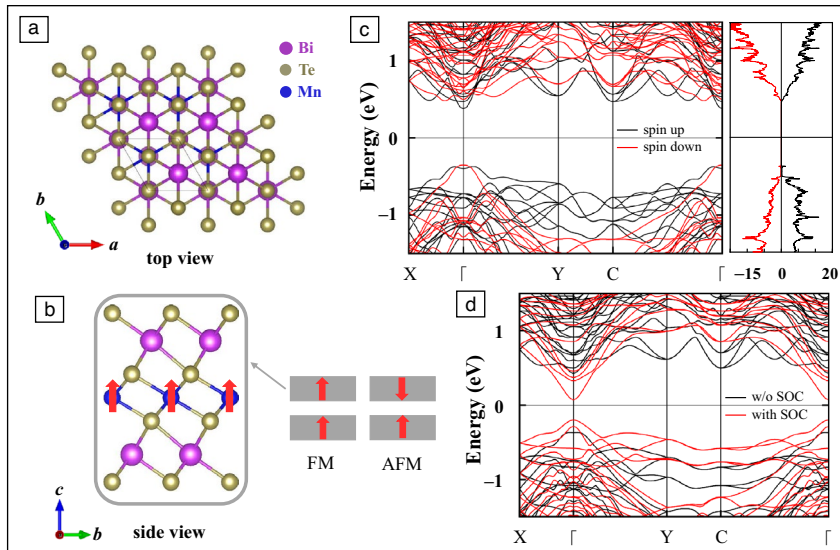 a
Bi
Te
Mn
b
a
top view
b
c
b
side view
FM
AFM
c
Energy (eV)
1
0
−1
spin up
spin down
X
Γ
Y
C
Γ
−15
0
20
d
Energy (eV)
1
0
−1
w/o SOC
with SOC
X
Γ
Y
C
Γ